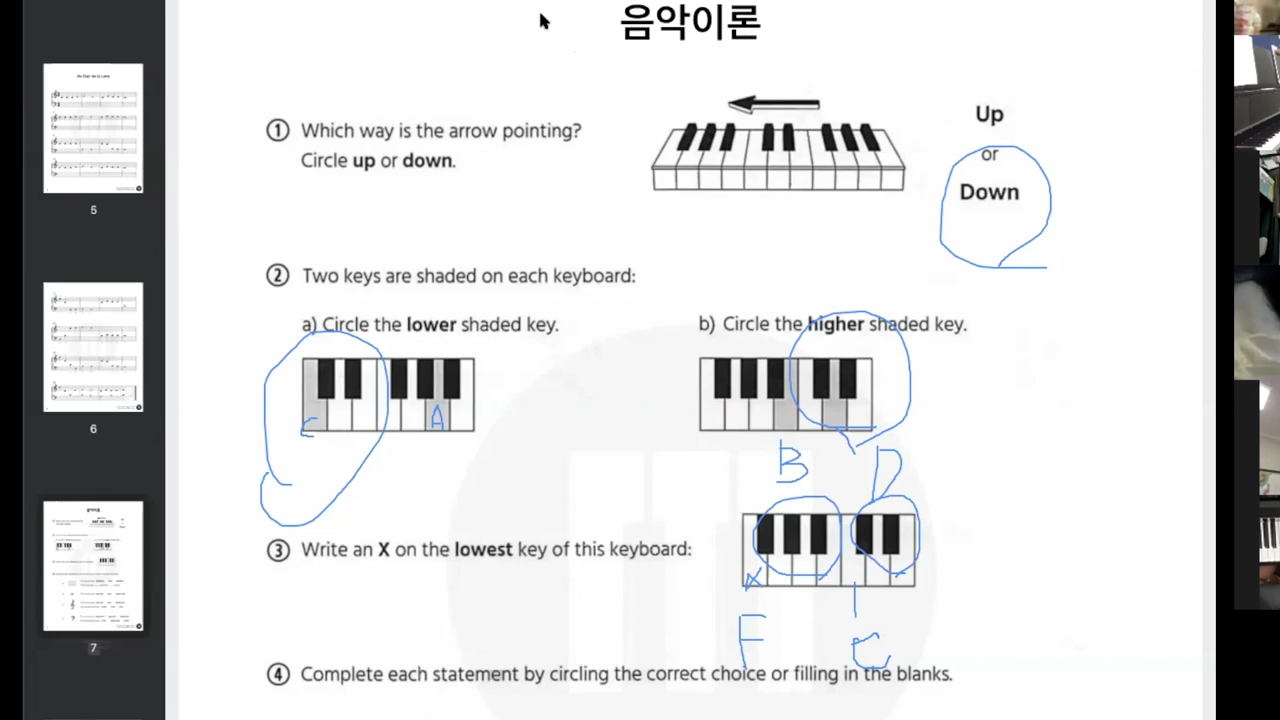 음악이론
① Which way is the arrow pointing?
Circle up or down.
Up
or
Down
② Two keys are shaded on each keyboard:
a) Circle the lower shaded key.
b) Circle the higher shaded key.
C
A
B
D
③ Write an X on the lowest key of this keyboard:
X
F
C
④ Complete each statement by circling the correct choice or filling in the blanks.
5
6
7